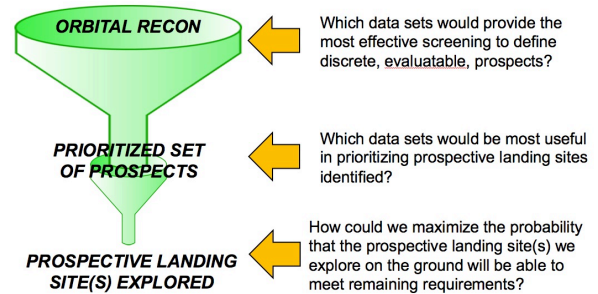 ORBITAL RECON
Which data sets would provide the
most effective screening to define
discrete, evaluatable, prospects?
PRIORITIZED SET
OF PROSPECTS
Which data sets would be most useful
in prioritizing prospective landing sites
identified?
PROSPECTIVE LANDING
SITE(S) EXPLORED
How could we maximize the probability
that the prospective landing site(s) we
explore on the ground will be able to
meet remaining requirements?